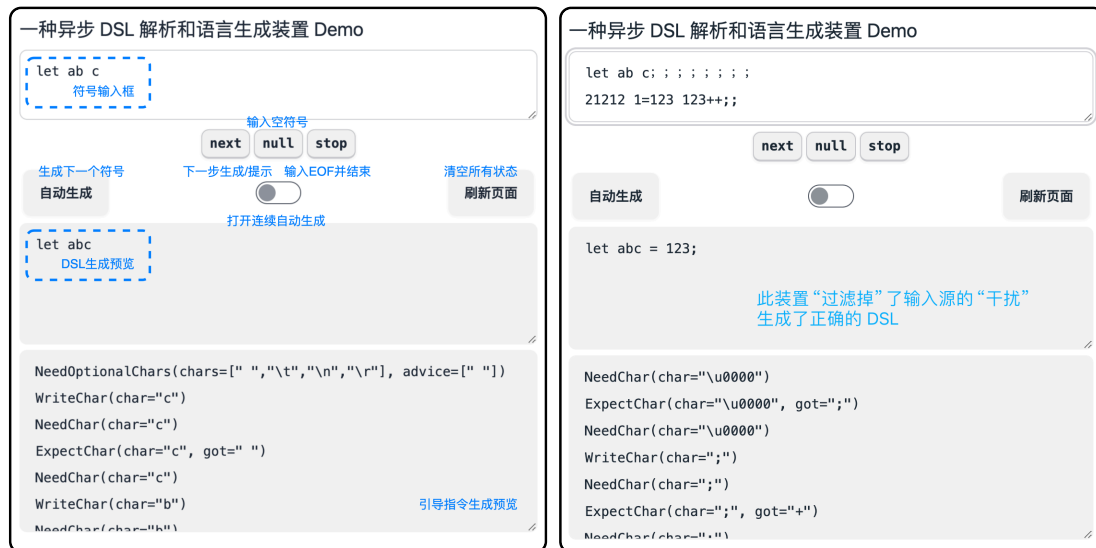 一种异步 DSL 解析和语言生成装置 Demo
let ab c
符号输入框
输入空符号
next null stop
生成下一个符号 下一步生成/提示 输入EOF并结束 清空所有状态
自动生成 刷新页面
打开连续自动生成
let abc
DSL生成预览
NeedOptionalChars(chars=[" ","\t","\n","\r"], advice=[" "])
WriteChar(char="c")
NeedChar(char="c")
ExpectChar(char="c", got=" ")
NeedChar(char="c")
WriteChar(char="b")
引导指令生成预览
NeedChar(char="b")
一种异步 DSL 解析和语言生成装置 Demo
let ab c；；；；；；；；
21212 1=123 123++;;
next null stop
自动生成 刷新页面
let abc = 123;
此装置“过滤掉”了输入源的“干扰”
生成了正确的 DSL
NeedChar(char="\u0000")
ExpectChar(char="\u0000", got=";")
NeedChar(char="\u0000")
WriteChar(char=";")
NeedChar(char=";")
ExpectChar(char=";", got="+")
NeedChar(char=";")